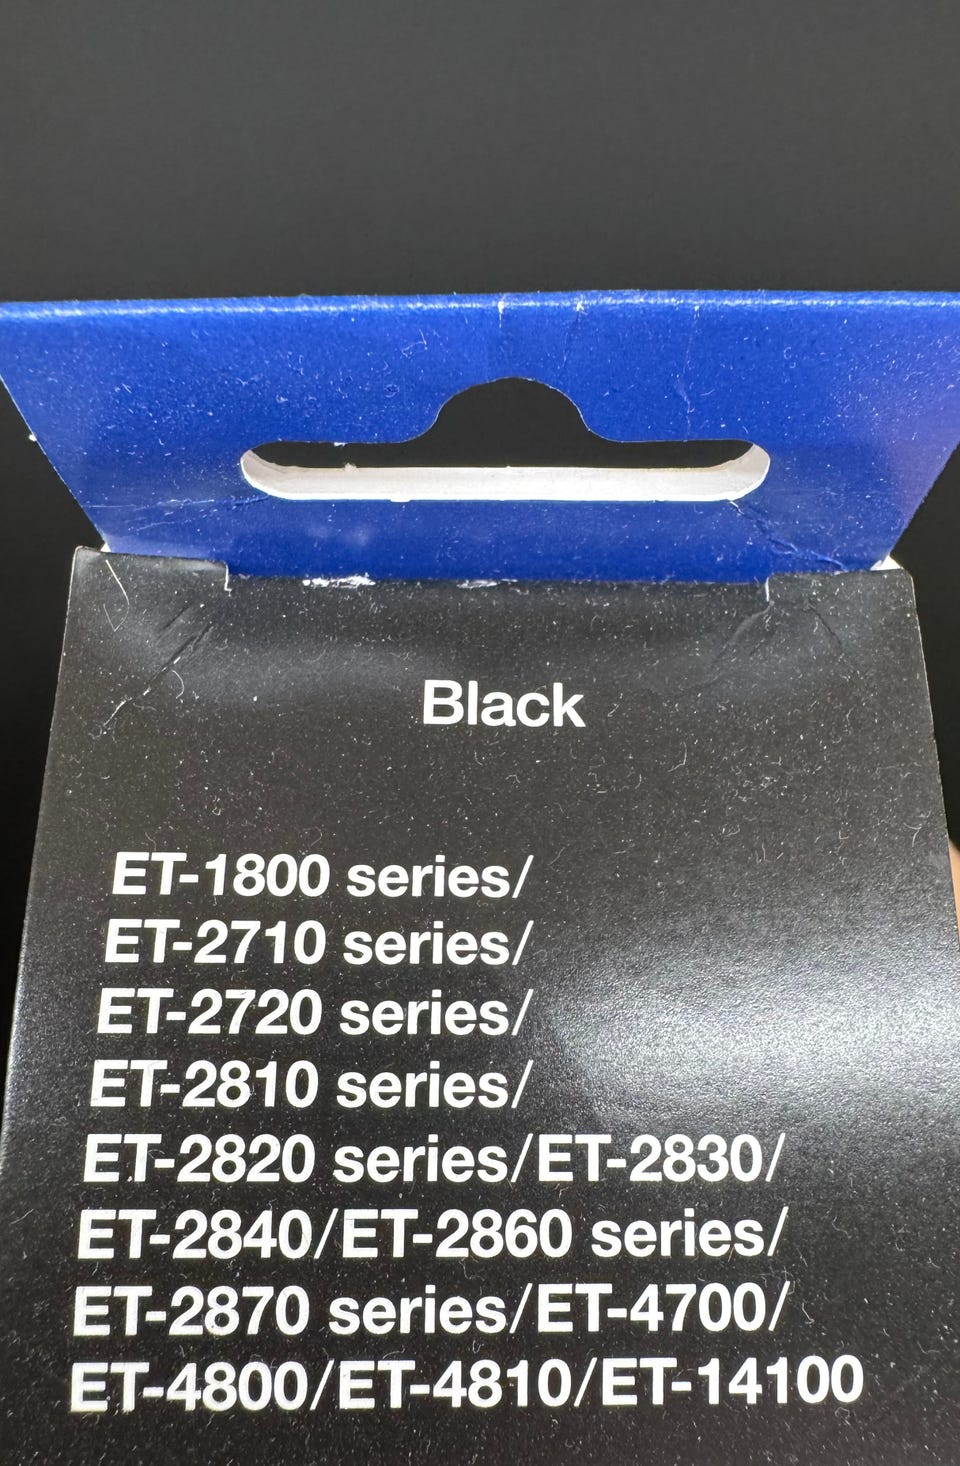 Black
ET-1800 series/
ET-2710 series/
ET-2720 series/
ET-2810 series/
ET-2820 series/ET-2830/
ET-2840/ET-2860 series/
ET-2870 series/ET-4700/
ET-4800/ET-4810/ET-14100